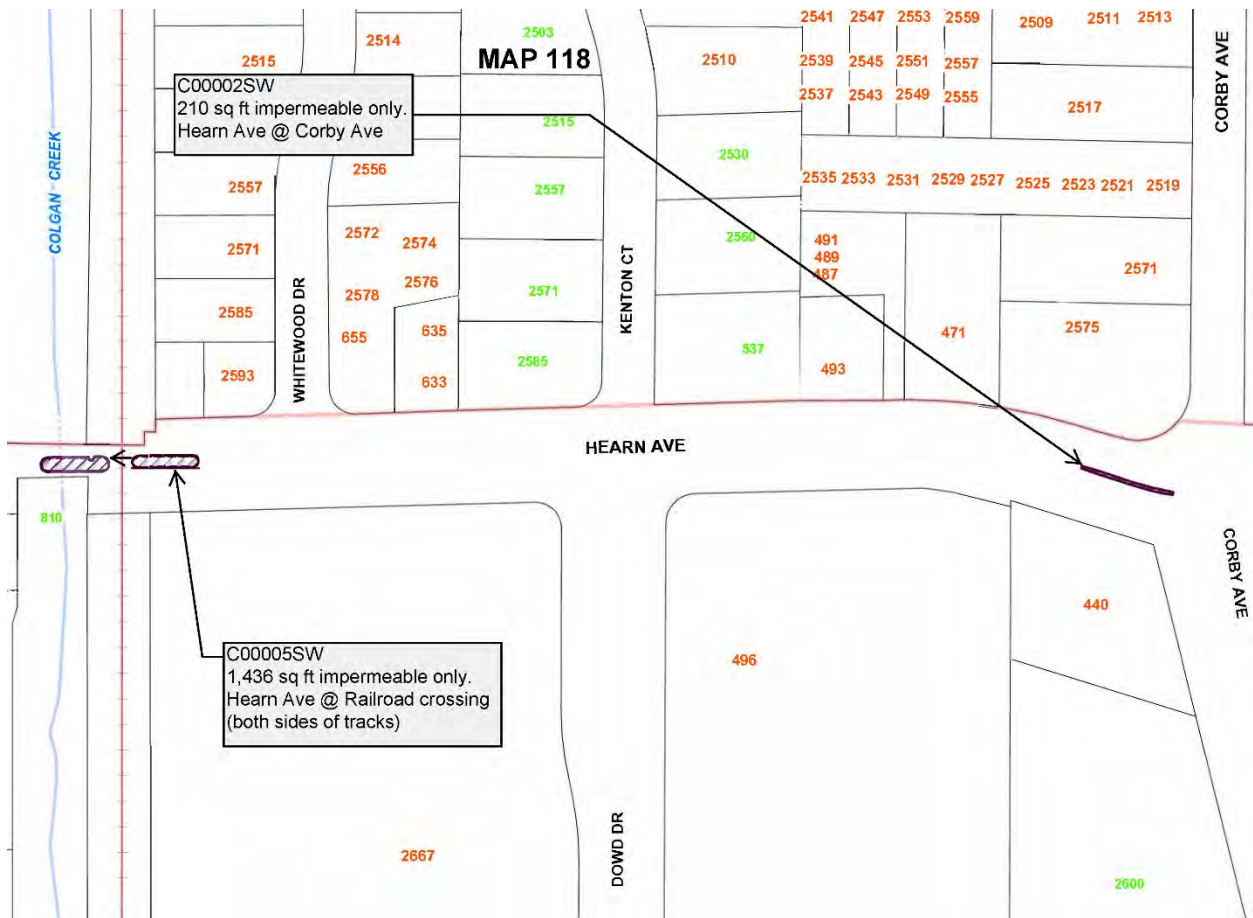 2541 2547 2553 2559
2509 2511 2513
2503
2514
2515
MAP 118
2510
2539 2545 2551 2557
2537 2543 2549 2555
2517
CORBY AVE
C00002SW
210 sq ft impermeable only.
Hearn Ave @ Corby Ave
2515
2530
COLGAN CREEK
2556
2557
2557
2535 2533 2531 2529 2527 2525 2523 2521 2519
2572
2574
2560
491
489
487
2571
2576
2571
2578
2571
2585
WHITEWOOD DR
655
635
KENTON CT
471
2575
2585
537
493
2593
633
HEARN AVE
810
CORBY AVE
440
C00005SW
1,436 sq ft impermeable only.
Hearn Ave @ Railroad crossing
(both sides of tracks)
496
2667
DOWD DR
2600